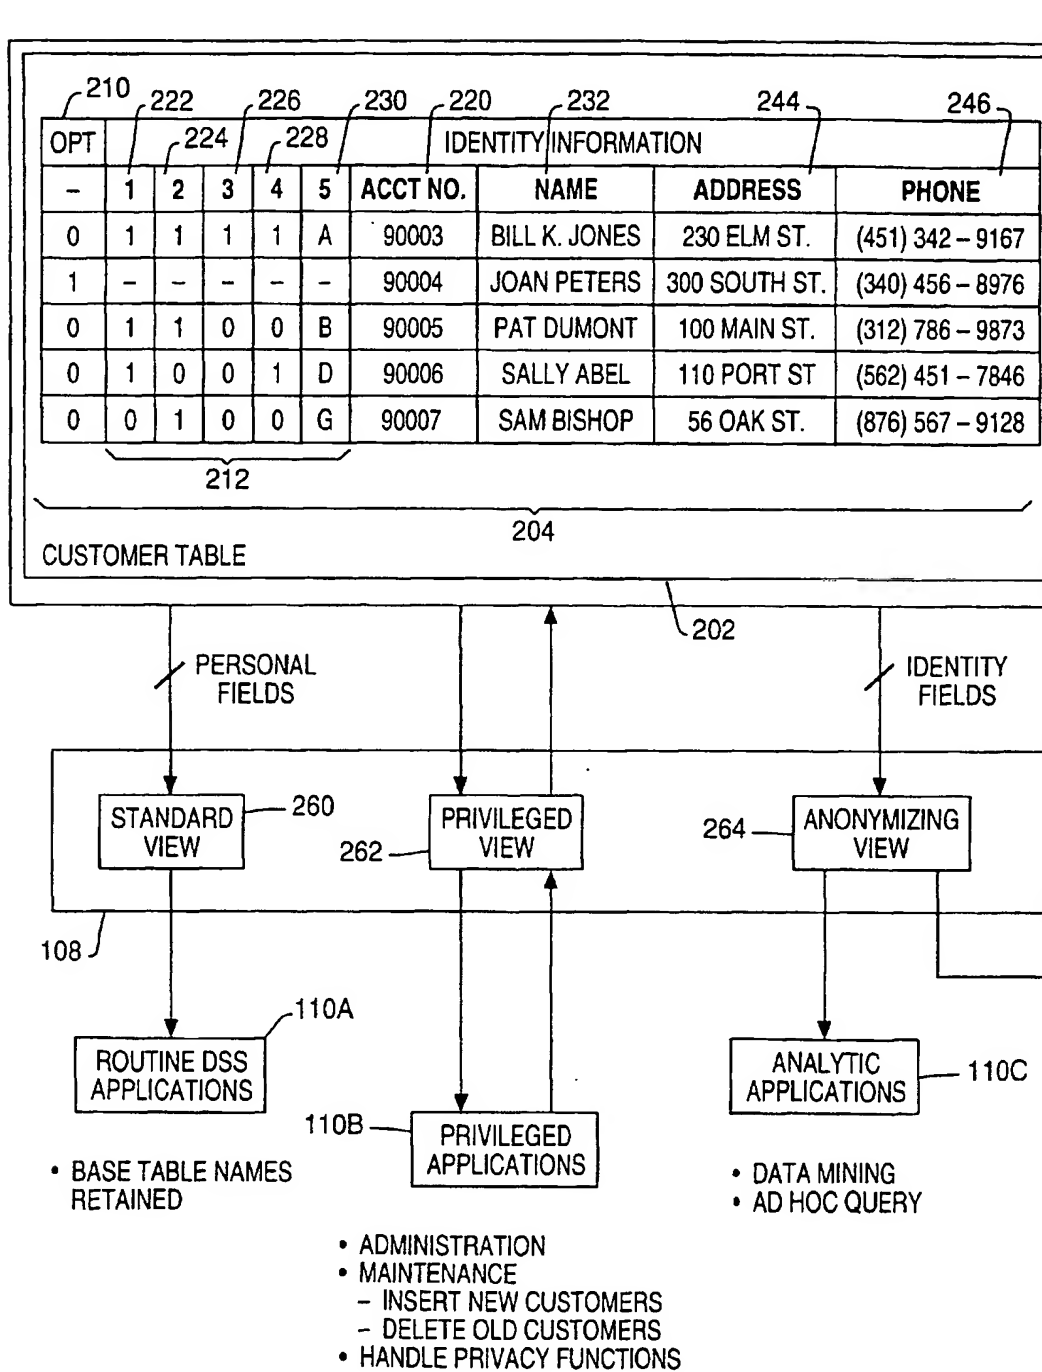 210 222 226 230 220 232 244 246
OPT 224 228 IDENTITY INFORMATION
– 1 2 3 4 5 ACCT NO. NAME ADDRESS PHONE
0 1 1 1 1 A 90003 BILL K. JONES 230 ELM ST. (451) 342 – 9167
1 – – – – – 90004 JOAN PETERS 300 SOUTH ST. (340) 456 – 8976
0 1 1 0 0 B 90005 PAT DUMONT 100 MAIN ST. (312) 786 – 9873
0 1 0 0 1 D 90006 SALLY ABEL 110 PORT ST (562) 451 – 7846
0 0 1 0 0 G 90007 SAM BISHOP 56 OAK ST. (876) 567 – 9128
212
204
CUSTOMER TABLE
202
PERSONAL
FIELDS
IDENTITY
FIELDS
STANDARD
VIEW
260
PRIVILEGED
VIEW
262
ANONYMIZING
VIEW
264
108
110A
ROUTINE DSS
APPLICATIONS
• BASE TABLE NAMES
RETAINED
110B
PRIVILEGED
APPLICATIONS
ANALYTIC
APPLICATIONS
110C
• DATA MINING
• AD HOC QUERY
• ADMINISTRATION
• MAINTENANCE
– INSERT NEW CUSTOMERS
– DELETE OLD CUSTOMERS
• HANDLE PRIVACY FUNCTIONS